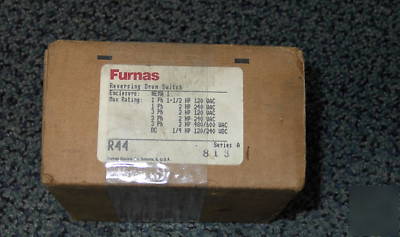 Furnas
Reversing Drum Switch
Enclosure: NEMA 1
Max Rating: 1 Ph 1-1/2 HP 120 VAC
1 Ph 2 HP 240 VAC
3 Ph 2 HP 120 VAC
3 Ph 2 HP 240 VAC
3 Ph 2 HP 480/600 VAC
DC 1/4 HP 120/240 VDC
R44
Series A
813
U.S.A.